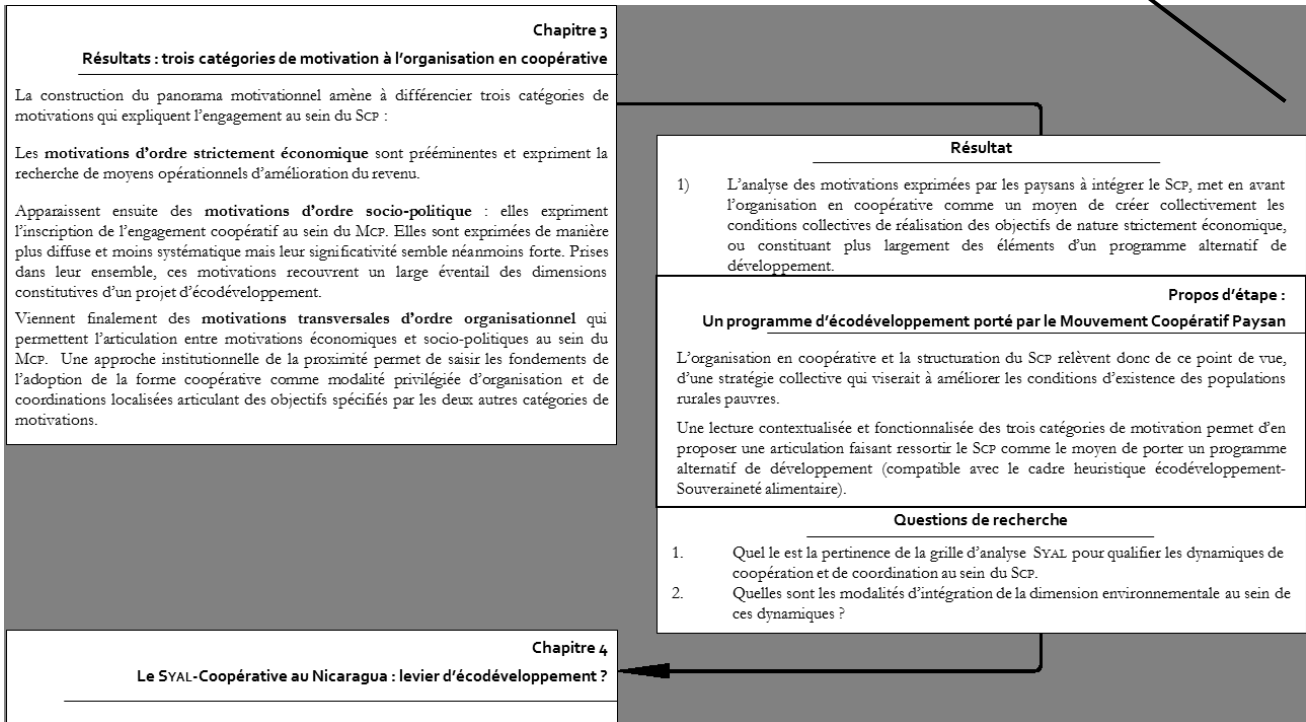 Chapitre 3
Résultats : trois catégories de motivation à l'organisation en coopérative
La construction du panorama motivationnel amène à différencier trois catégories de
motivations qui expliquent l'engagement au sein du SCP :
Les motivations d'ordre strictement économique sont prééminentes et expriment la
recherche de moyens opérationnels d'amélioration du revenu.
Apparaissent ensuite des motivations d'ordre socio-politique : elles expriment
l'inscription de l'engagement coopératif au sein du MCP. Elles sont exprimées de manière
plus diffuse et moins systématique mais leur significativité semble néanmoins forte. Prises
dans leur ensemble, ces motivations recouvrent un large éventail des dimensions
constitutives d'un projet d'écodéveloppement.
Viennent finalement des motivations transversales d'ordre organisationnel qui
permettent l'articulation entre motivations économiques et socio-politiques au sein du
MCP. Une approche institutionnelle de la proximité permet de saisir les fondements de
l'adoption de la forme coopérative comme modalité privilégiée d'organisation et de
coordinations localisées articulant des objectifs spécifiés par les deux autres catégories de
motivations.
Résultat
1) L'analyse des motivations exprimées par les paysans à intégrer le SCP, met en avant
l'organisation en coopérative comme un moyen de créer collectivement les
conditions collectives de réalisation des objectifs de nature strictement économique,
ou constituant plus largement des éléments d'un programme alternatif de
développement.
Propos d'étape :
Un programme d'écodéveloppement porté par le Mouvement Coopératif Paysan
L'organisation en coopérative et la structuration du SCP relèvent donc de ce point de vue,
d'une stratégie collective qui viserait à améliorer les conditions d'existence des populations
rurales pauvres.
Une lecture contextualisée et fonctionnalisée des trois catégories de motivation permet d'en
proposer une articulation faisant ressortir le SCP comme le moyen de porter un programme
alternatif de développement (compatible avec le cadre heuristique écodéveloppement-
Souveraineté alimentaire).
Questions de recherche
1. Quel le est la pertinence de la grille d'analyse SYAL pour qualifier les dynamiques de
coopération et de coordination au sein du SCP.
2. Quelles sont les modalités d'intégration de la dimension environnementale au sein de
ces dynamiques ?
Chapitre 4
Le SYAL-Coopérative au Nicaragua : levier d'écodéveloppement ?